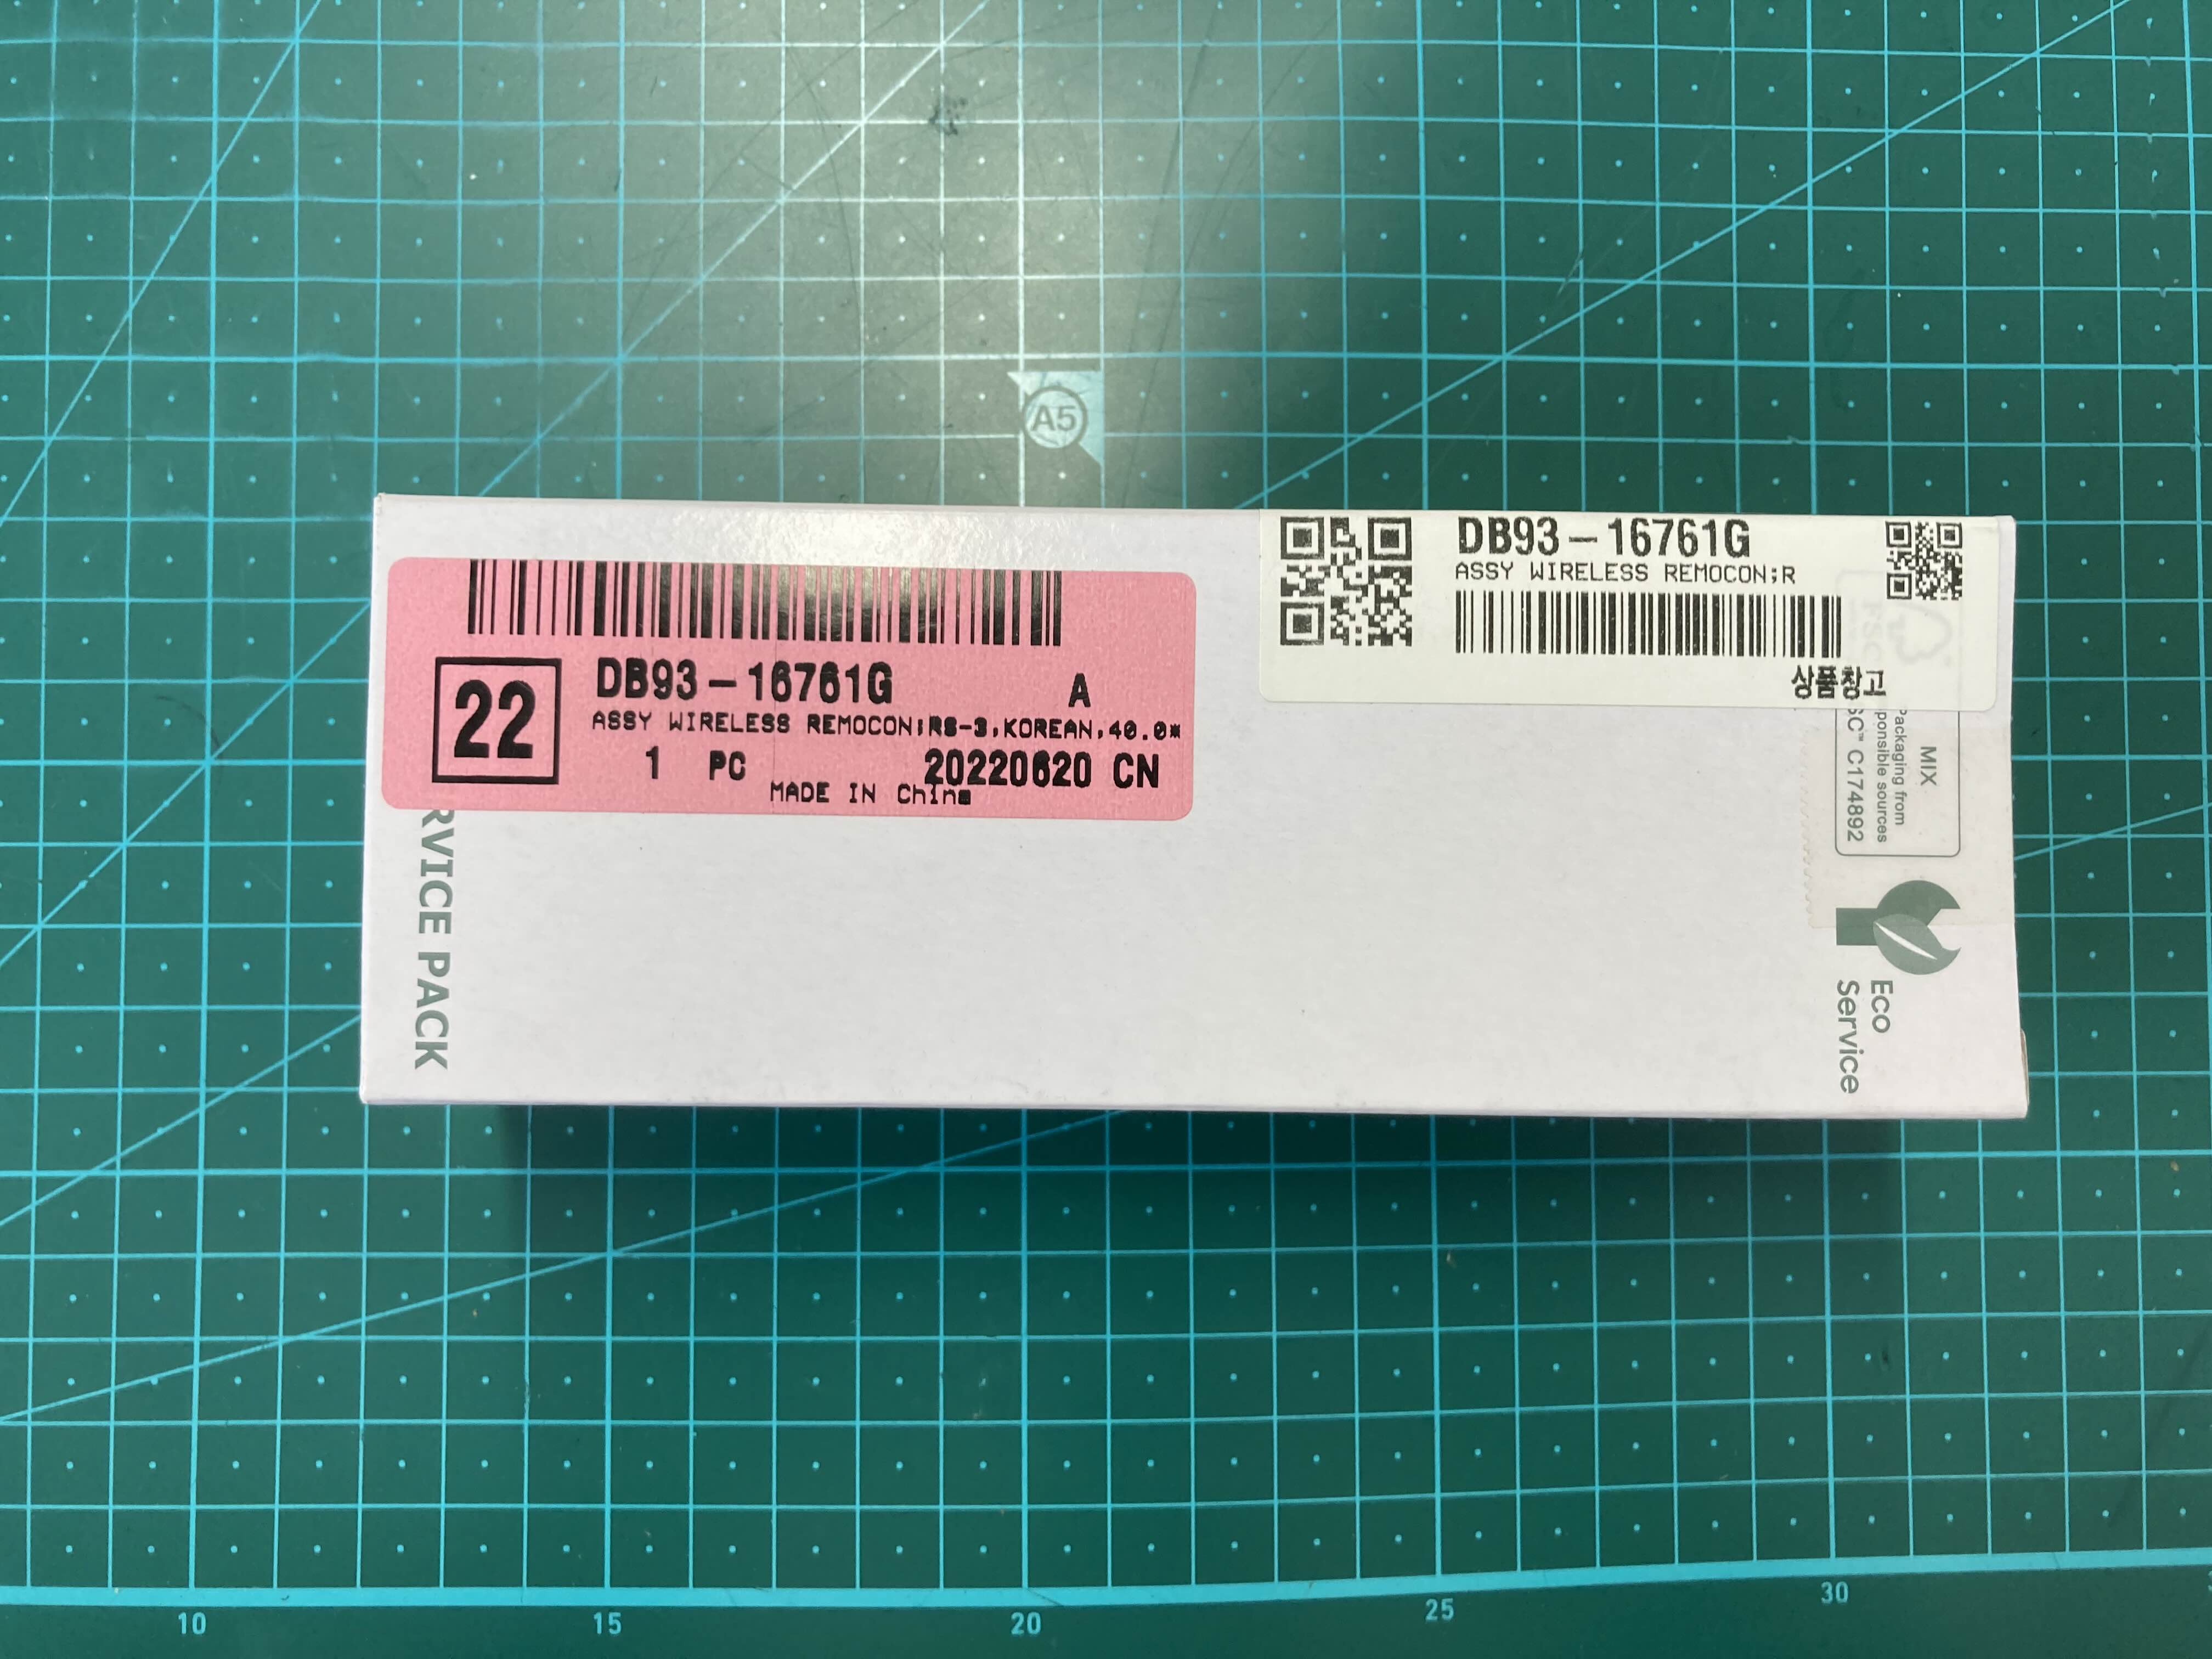 A5
DB93-16761G
ASSY WIRELESS REMOCON;R
상품창고
22
DB93-16761G A
ASSY WIRELESS REMOCON;RS-3,KOREAN,40.0*
1 PC 20220620 CN
MADE IN China
RVICE PACK
MIX
Packaging from
ponsible sources
SC™ C174892
Eco
Service
10 15 20 25 30